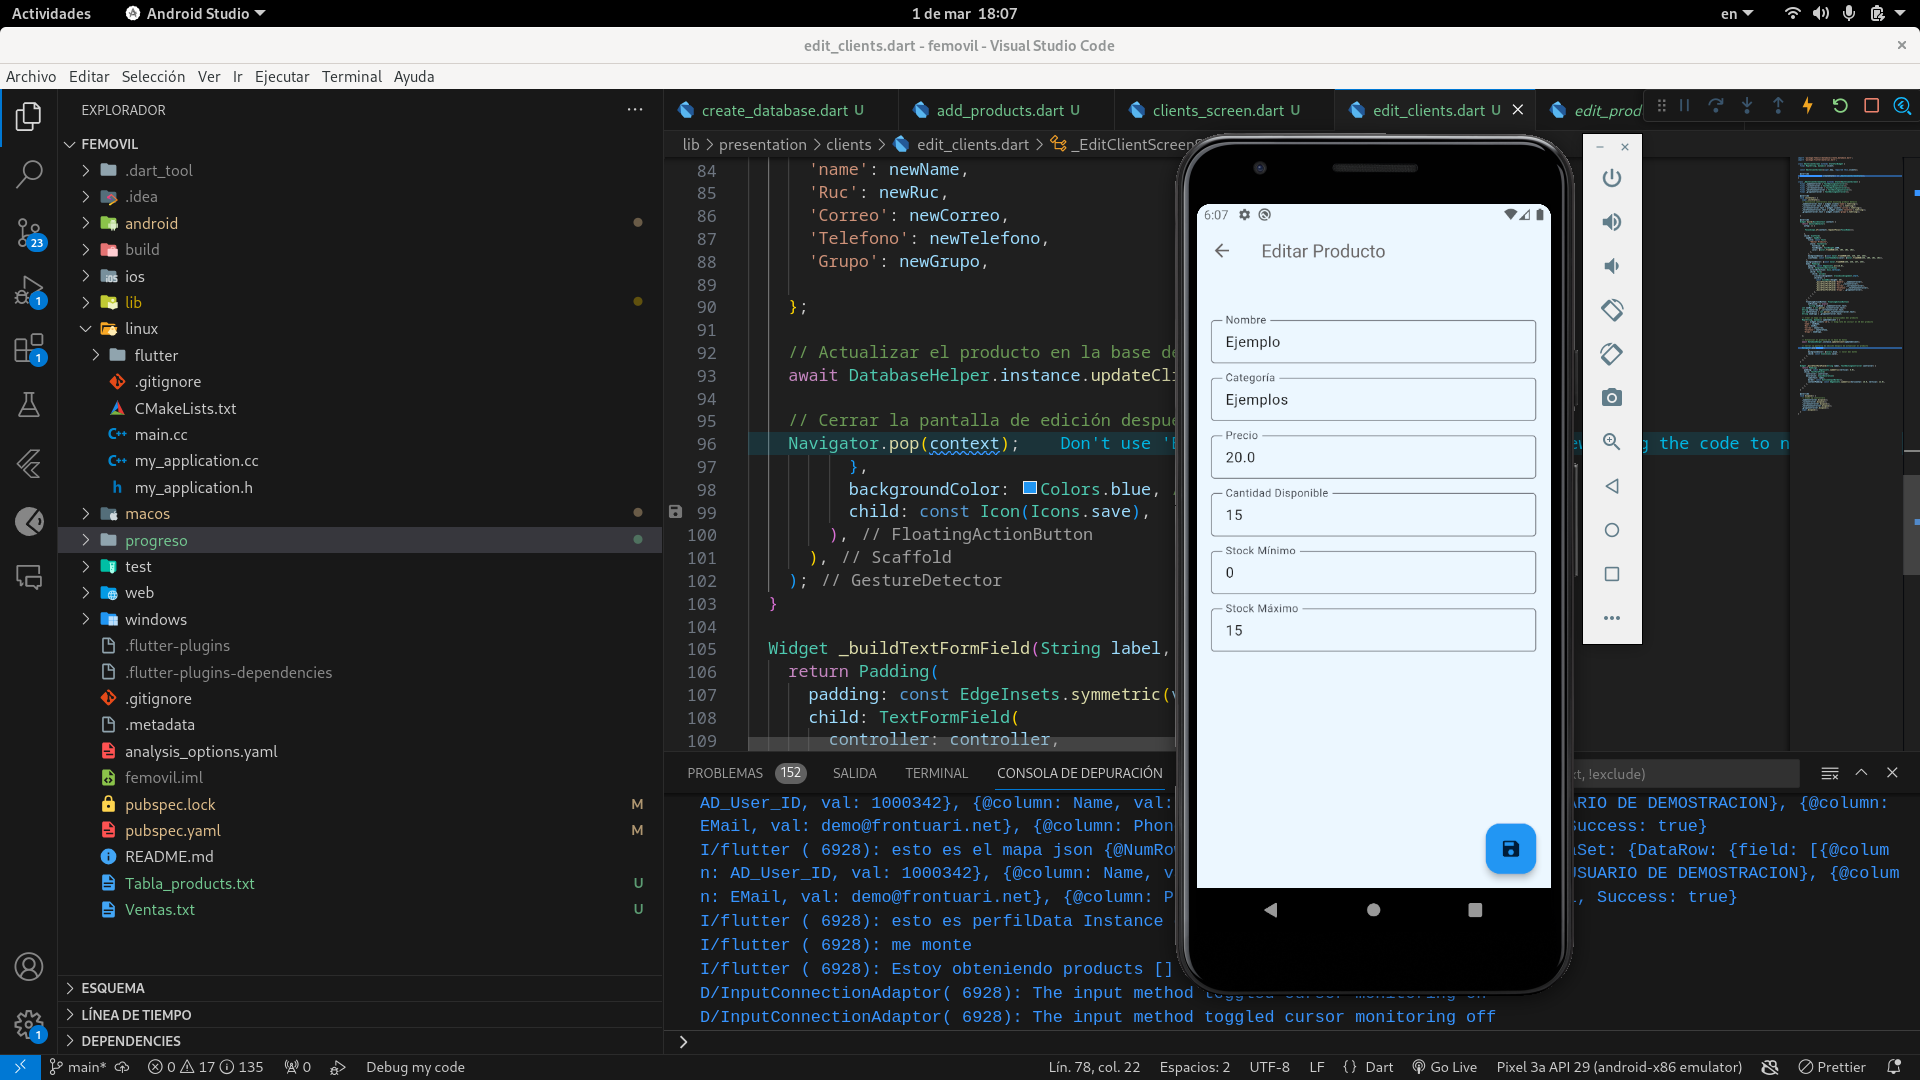 Actividades
Android Studio
1 de mar 18:07
en
edit_clients.dart - femovil - Visual Studio Code
Archivo Editar Selección Ver Ir Ejecutar Terminal Ayuda
EXPLORADOR
FEMOVIL
.dart_tool
.idea
android
build
ios
lib
linux
flutter
.gitignore
CMakeLists.txt
main.cc
my_application.cc
my_application.h
macos
progreso
test
web
windows
.flutter-plugins
.flutter-plugins-dependencies
.gitignore
.metadata
analysis_options.yaml
femovil.iml
pubspec.lock M
pubspec.yaml M
README.md
Tabla_products.txt U
Ventas.txt U
ESQUEMA
LÍNEA DE TIEMPO
DEPENDENCIES
23
1
1
1
create_database.dart U
add_products.dart U
clients_screen.dart U
edit_clients.dart U
edit_prod
lib > presentation > clients > edit_clients.dart > _EditClientScreen
84 'name': newName,
85 'Ruc': newRuc,
86 'Correo': newCorreo,
87 'Telefono': newTelefono,
88 'Grupo': newGrupo,
89
90 };
91
92 // Actualizar el producto en la base de
93 await DatabaseHelper.instance.updateCl
94
95 // Cerrar la pantalla de edición despu
96 Navigator.pop(context); Don't use 'B
ing the code to n
97 },
98 backgroundColor: Colors.blue,
99 child: const Icon(Icons.save),
100 ), // FloatingActionButton
101 ), // Scaffold
102 ); // GestureDetector
103 }
104
105 Widget _buildTextFormField(String label,
106 return Padding(
107 padding: const EdgeInsets.symmetric(
108 child: TextFormField(
109 controller: controller,
6:07
Editar Producto
Nombre
Ejemplo
Categoría
Ejemplos
Precio
20.0
Cantidad Disponible
15
Stock Mínimo
0
Stock Máximo
15
PROBLEMAS 152 SALIDA TERMINAL CONSOLA DE DEPURACIÓN
xt, !exclude)
AD_User_ID, val: 1000342}, {@column: Name, val: ARIO DE DEMOSTRACION}, {@column:
EMail, val: demo@frontuari.net}, {@column: Phon Success: true}
I/flutter ( 6928): esto es el mapa json {@NumRo aSet: {DataRow: {field: [{@colum
n: AD_User_ID, val: 1000342}, {@column: Name, v USUARIO DE DEMOSTRACION}, {@colum
n: EMail, val: demo@frontuari.net}, {@column: P , Success: true}
I/flutter ( 6928): esto es perfilData Instance
I/flutter ( 6928): me monte
I/flutter ( 6928): Estoy obteniendo products []
D/InputConnectionAdaptor( 6928): The input method toggled cursor monitoring on
D/InputConnectionAdaptor( 6928): The input method toggled cursor monitoring off
main* 0 17 135 0 Debug my code
Lín. 78, col. 22 Espacios: 2 UTF-8 LF { } Dart Go Live Pixel 3a API 29 (android-x86 emulator) Prettier